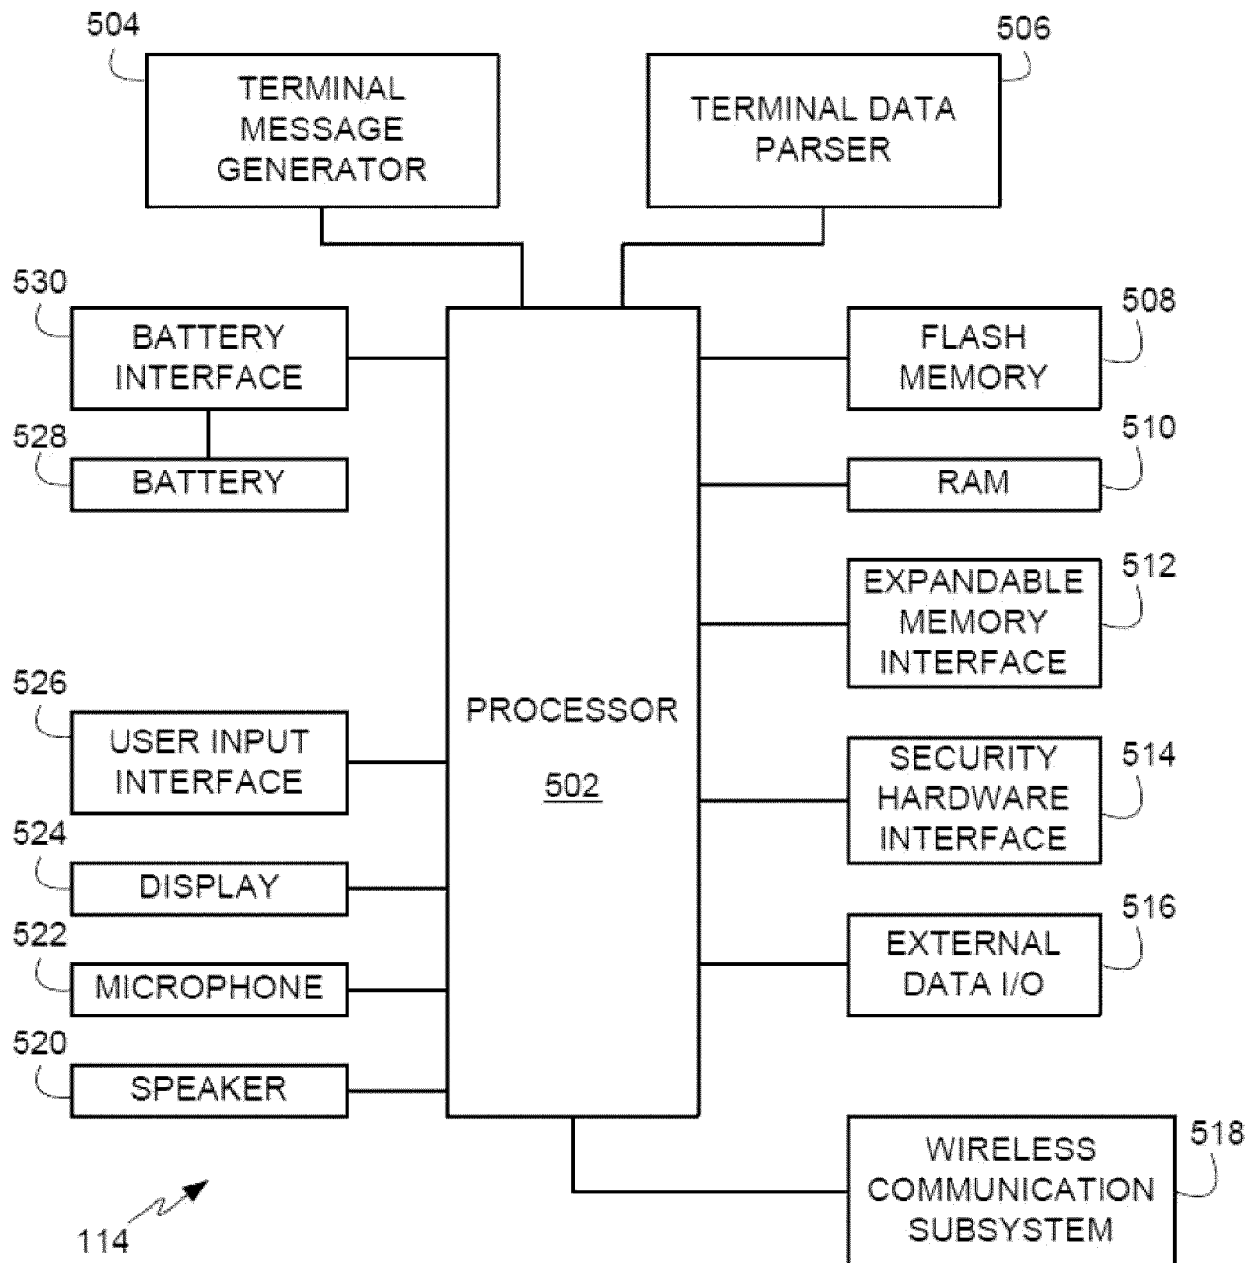 504
TERMINAL
MESSAGE
GENERATOR
506
TERMINAL DATA
PARSER
530
BATTERY
INTERFACE
528
BATTERY
526
USER INPUT
INTERFACE
524
DISPLAY
522
MICROPHONE
520
SPEAKER
PROCESSOR
502
508
FLASH
MEMORY
510
RAM
512
EXPANDABLE
MEMORY
INTERFACE
514
SECURITY
HARDWARE
INTERFACE
516
EXTERNAL
DATA I/O
518
WIRELESS
COMMUNICATION
SUBSYSTEM
114